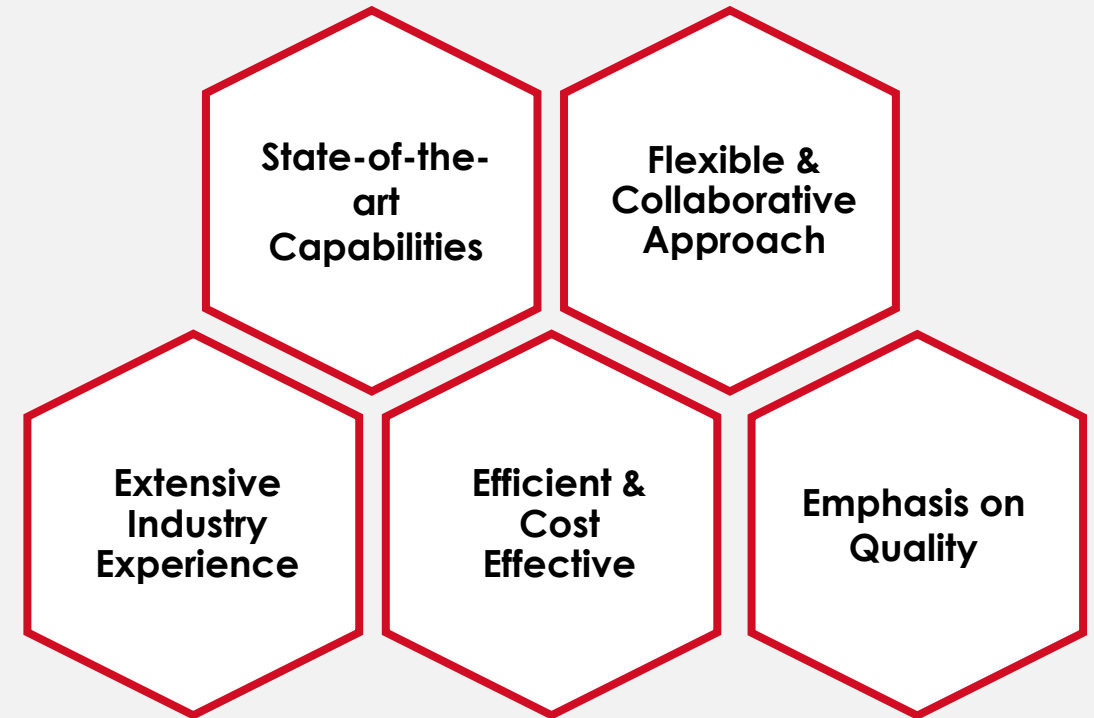 State-of-the-
art
Capabilities
Flexible &
Collaborative
Approach
Extensive
Industry
Experience
Efficient &
Cost
Effective
Emphasis on
Quality